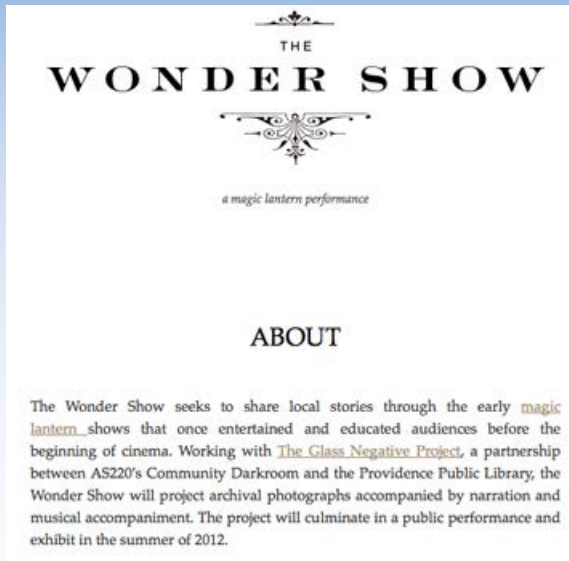 THE
WONDER SHOW
a magic lantern performance
ABOUT
The Wonder Show seeks to share local stories through the early magic
lantern shows that once entertained and educated audiences before the
beginning of cinema. Working with The Glass Negative Project, a partnership
between AS220's Community Darkroom and the Providence Public Library, the
Wonder Show will project archival photographs accompanied by narration and
musical accompaniment. The project will culminate in a public performance and
exhibit in the summer of 2012.